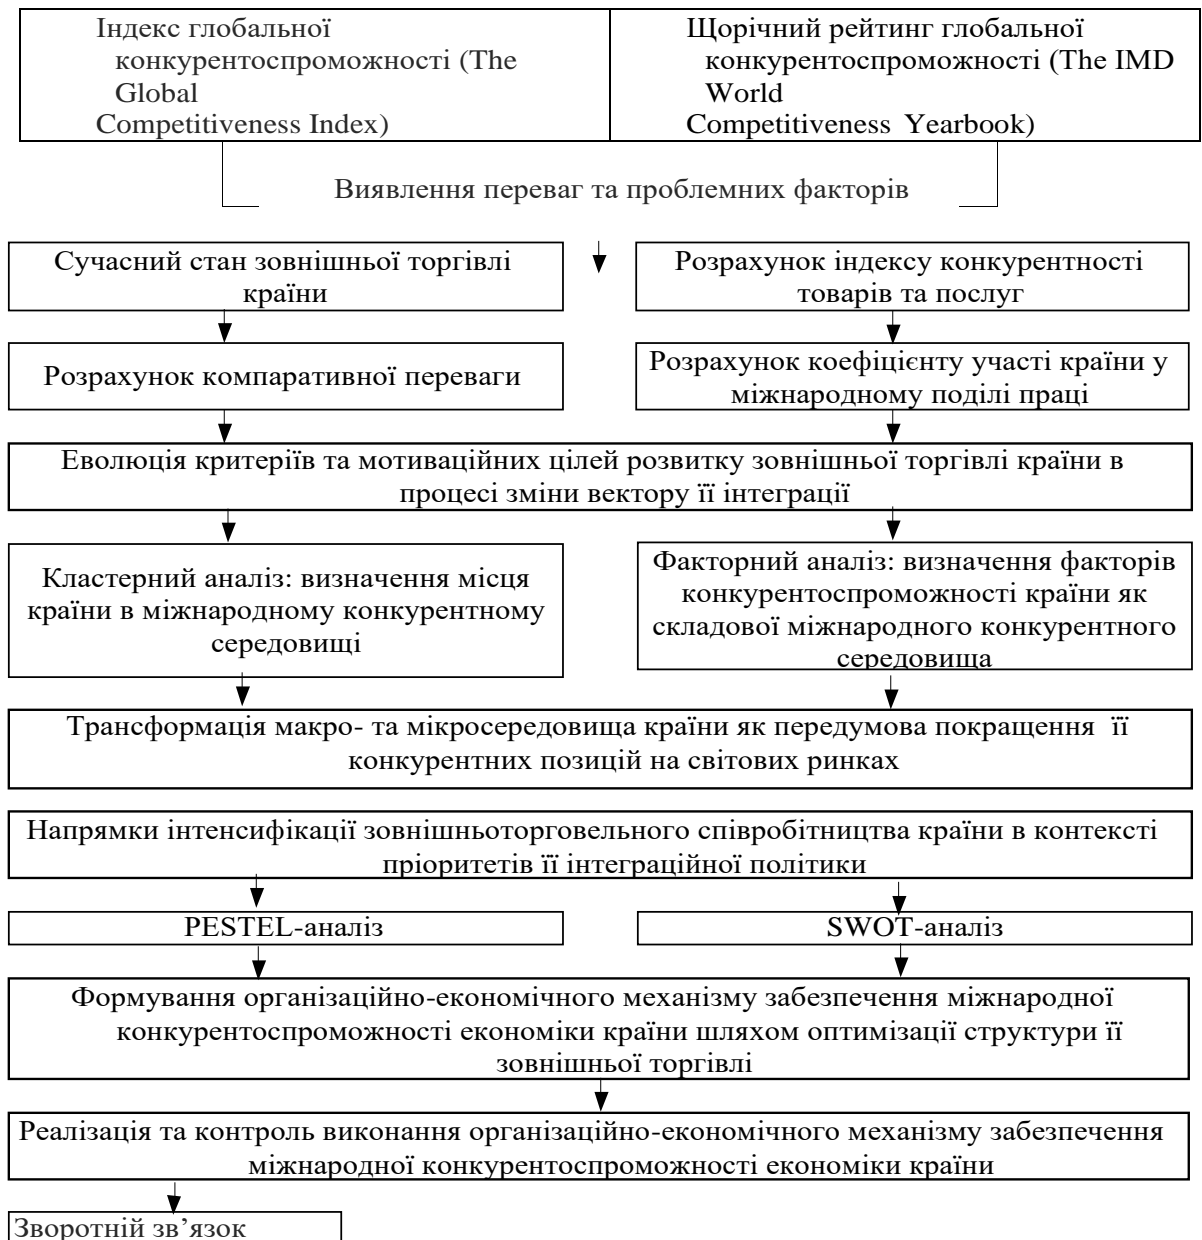 Індекс глобальної
конкурентоспроможності (The
Global
Competitiveness Index)
Щорічний рейтинг глобальної
конкурентоспроможності (The IMD
World
Competitiveness Yearbook)
Виявлення переваг та проблемних факторів
Сучасний стан зовнішньої торгівлі
країни
Розрахунок індексу конкурентності
товарів та послуг
Розрахунок компаративної переваги
Розрахунок коефіцієнту участі країни у
міжнародному поділі праці
Еволюція критеріїв та мотиваційних цілей розвитку зовнішньої торгівлі країни в
процесі зміни вектору її інтеграції
Кластерний аналіз: визначення місця
країни в міжнародному конкурентному
середовищі
Факторний аналіз: визначення факторів
конкурентоспроможності країни як
складової міжнародного конкурентного
середовища
Трансформація макро- та мікросередовища країни як передумова покращення її
конкурентних позицій на світових ринках
Напрямки інтенсифікації зовнішньоторговельного співробітництва країни в контексті
пріоритетів її інтеграційної політики
PESTEL-аналіз
SWOT-аналіз
Формування організаційно-економічного механізму забезпечення міжнародної
конкурентоспроможності економіки країни шляхом оптимізації структури її
зовнішньої торгівлі
Реалізація та контроль виконання організаційно-економічного механізму забезпечення
міжнародної конкурентоспроможності економіки країни
Зворотній зв’язок